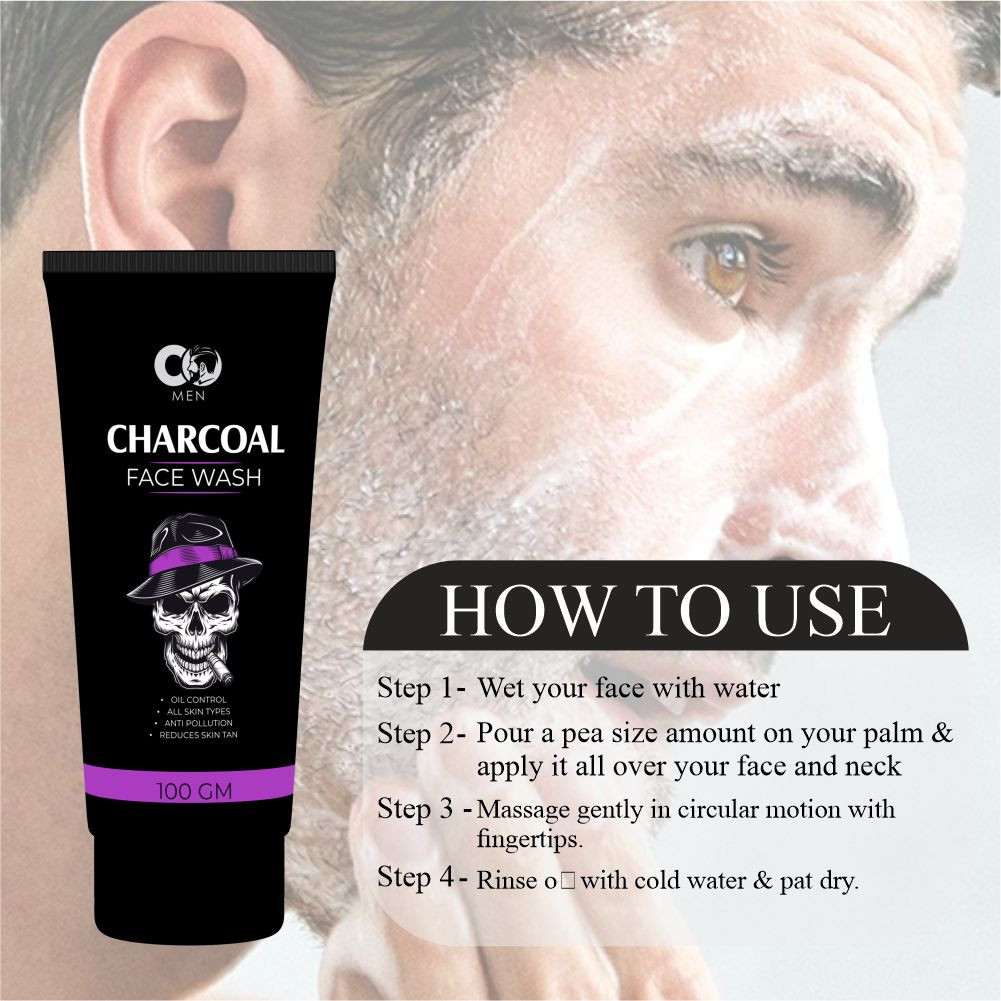 CO
MEN
CHARCOAL
FACE WASH
• OIL CONTROL
• ALL SKIN TYPES
• ANTI POLLUTION
• REDUCES SKIN TAN
100 GM
HOW TO USE
Step 1- Wet your face with water
Step 2- Pour a pea size amount on your palm &
apply it all over your face and neck
Step 3 - Massage gently in circular motion with
fingertips.
Step 4- Rinse o□ with cold water & pat dry.